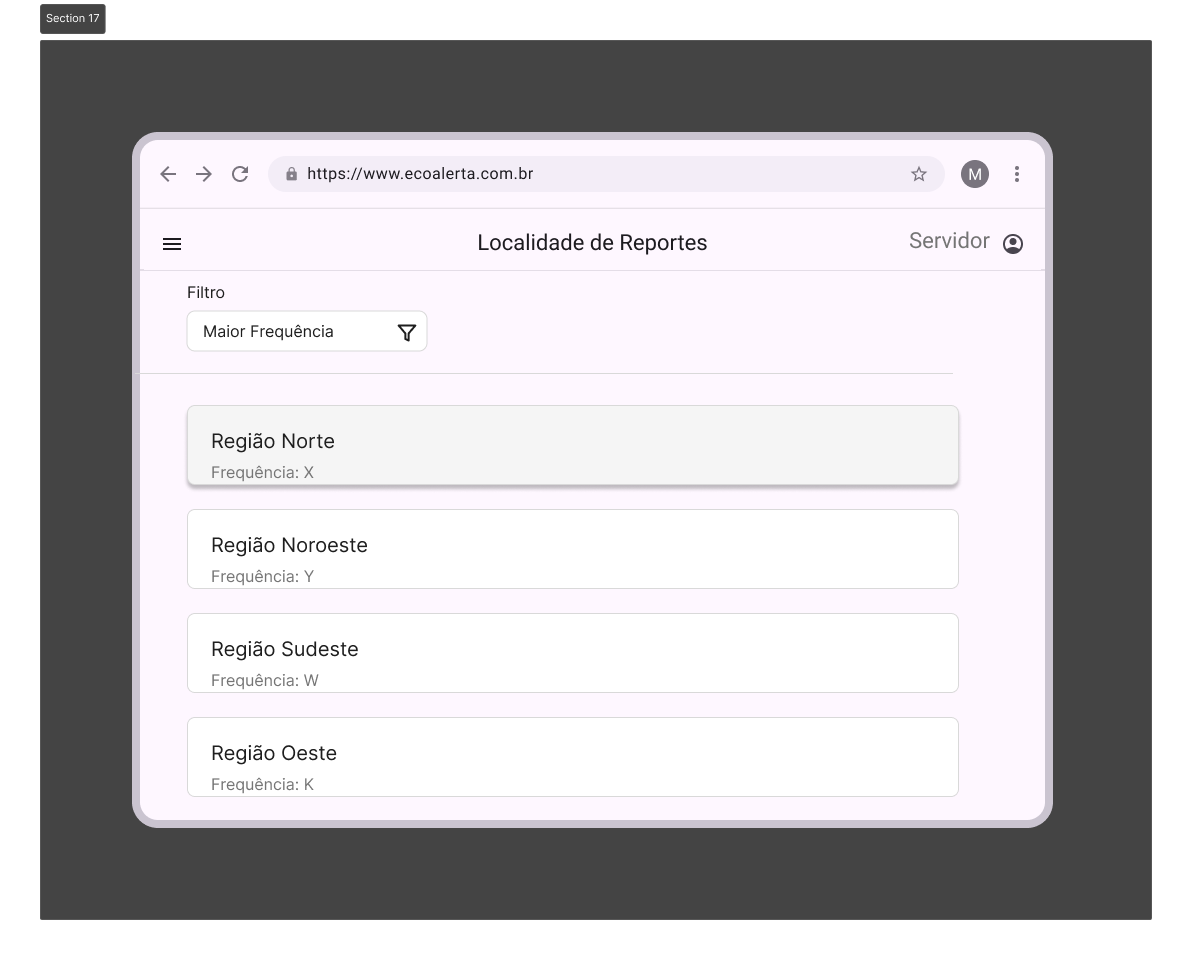 Section 17
https://www.ecoalerta.com.br
M
Localidade de Reportes
Servidor
Filtro
Maior Frequência
Região Norte
Frequência: X
Região Noroeste
Frequência: Y
Região Sudeste
Frequência: W
Região Oeste
Frequência: K